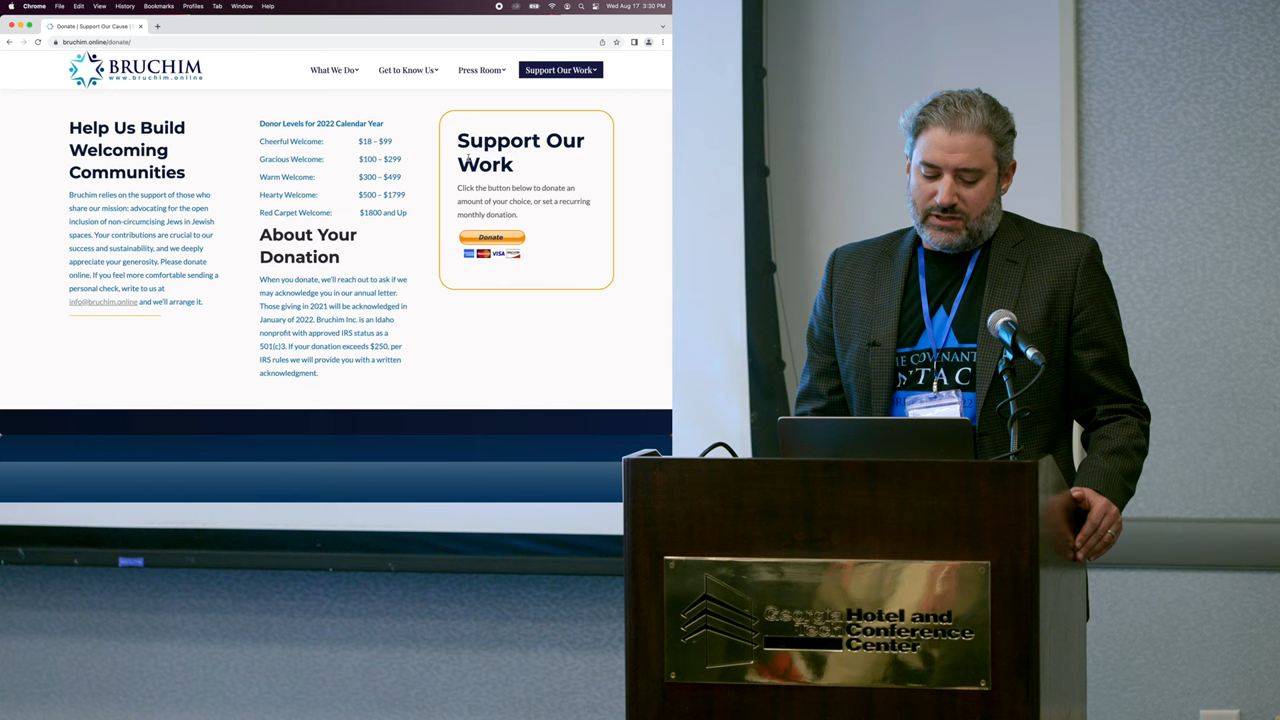 Chrome File Edit View History Bookmarks Profiles Tab Window Help
Wed Aug 17 3:30 PM
Donate | Support Our Cause |
bruchim.online/donate/
BRUCHIM
www.bruchim.online
What We Do
Get to Know Us
Press Room
Support Our Work
Help Us Build
Welcoming
Communities
Bruchim relies on the support of those who
share our mission: advocating for the open
inclusion of non-circumcising Jews in Jewish
spaces. Your contributions are crucial to our
success and sustainability, and we deeply
appreciate your generosity. Please donate
online. If you feel more comfortable sending a
personal check, write to us at
info@bruchim.online and we'll arrange it.
Donor Levels for 2022 Calendar Year
Cheerful Welcome: $18 – $99
Gracious Welcome: $100 – $299
Warm Welcome: $300 – $499
Hearty Welcome: $500 – $1799
Red Carpet Welcome: $1800 and Up
About Your
Donation
When you donate, we'll reach out to ask if we
may acknowledge you in our annual letter.
Those giving in 2021 will be acknowledged in
January of 2022. Bruchim Inc. is an Idaho
nonprofit with approved IRS status as a
501(c)3. If your donation exceeds $250, per
IRS rules we will provide you with a written
acknowledgment.
Support Our
Work
Click the button below to donate an
amount of your choice, or set a recurring
monthly donation.
Donate
VISA
COVENANT
NTAC
Georgia Hotel and
Tech Conference
Center